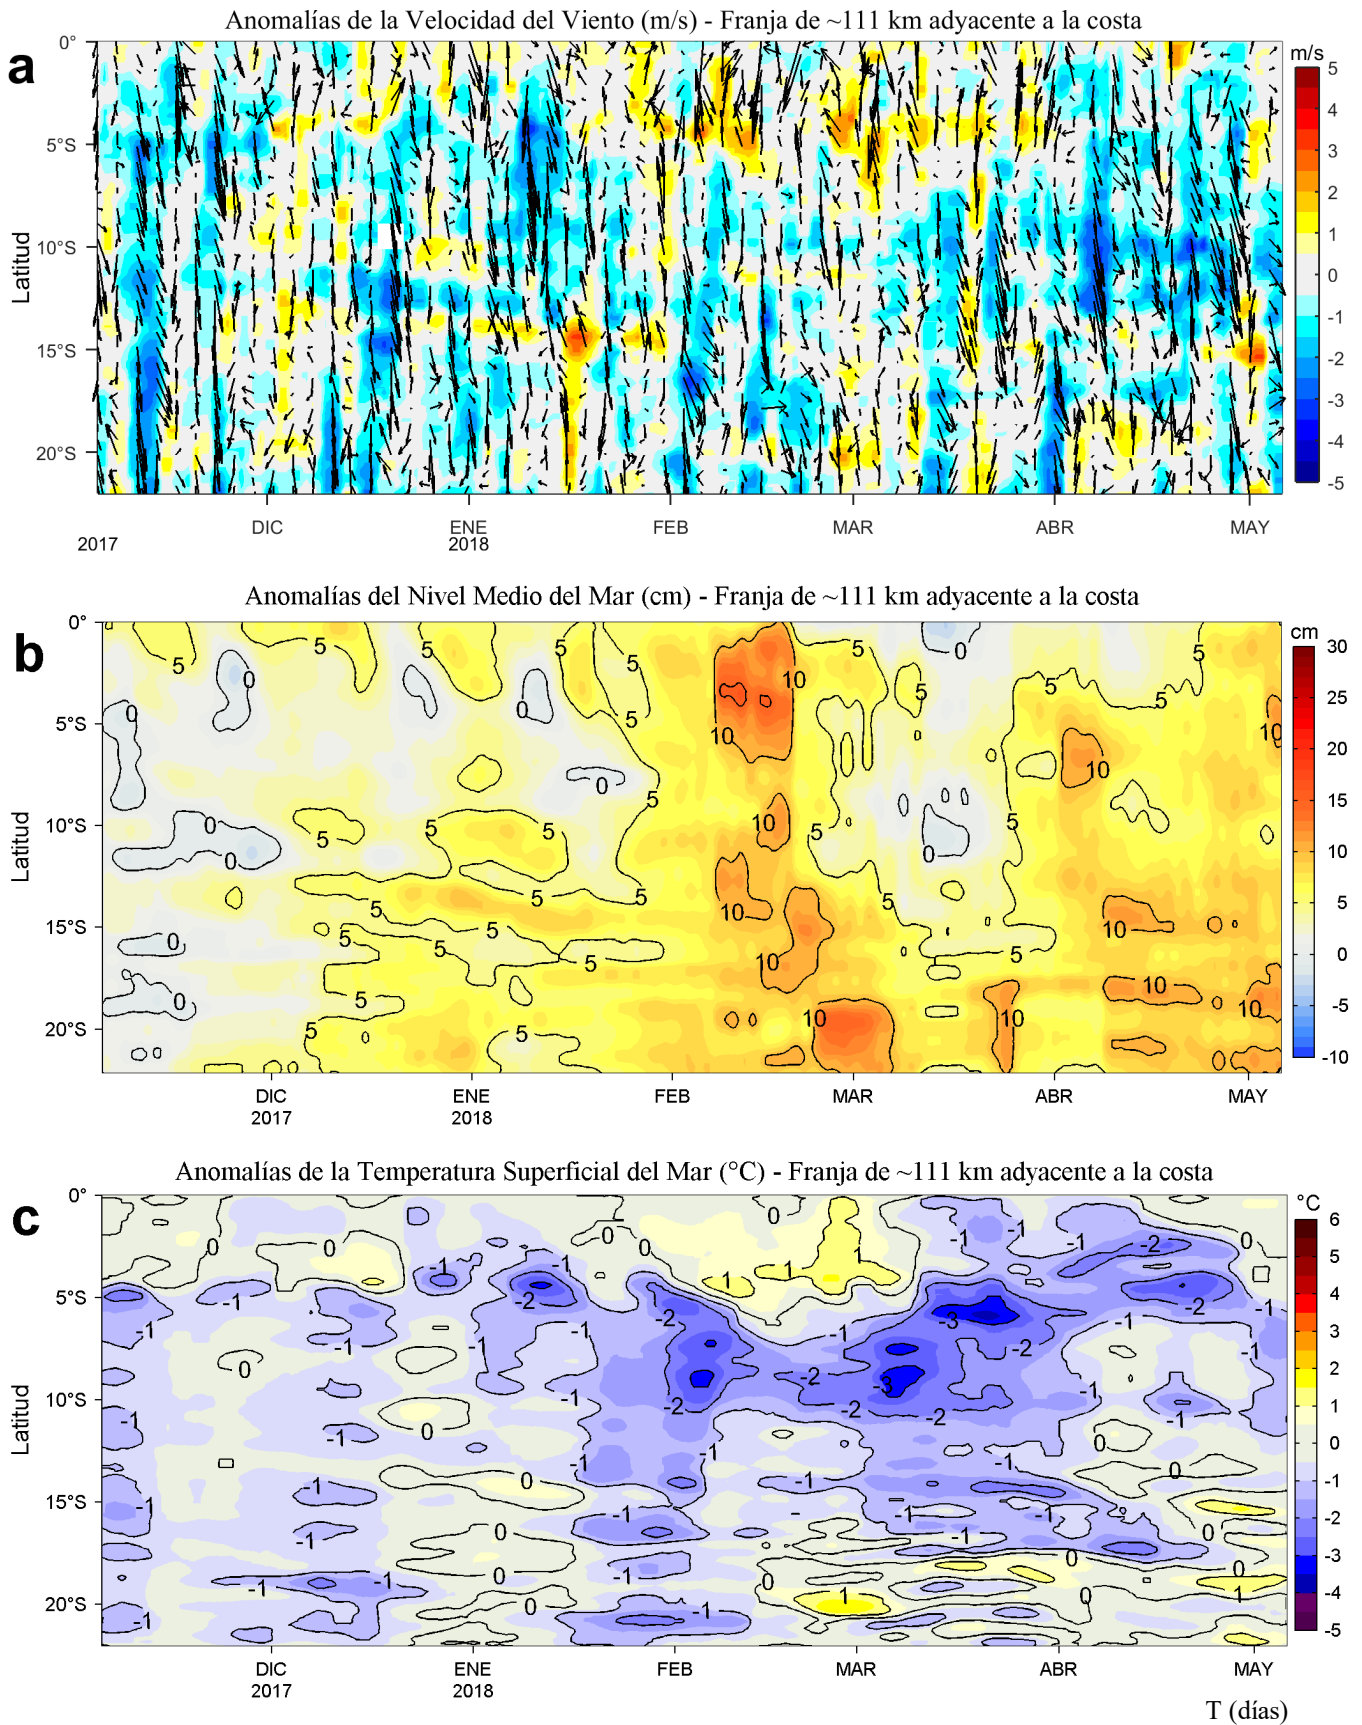 Anomalías de la Velocidad del Viento (m/s) - Franja de ~111 km adyacente a la costa
a
m/s
0°
5°S
10°S
15°S
20°S
Latitud
5
4
3
2
1
0
-1
-2
-3
-4
-5
DIC
ENE
FEB
MAR
ABR
MAY
2017
2018
Anomalías del Nivel Medio del Mar (cm) - Franja de ~111 km adyacente a la costa
b
cm
0°
5°S
10°S
15°S
20°S
Latitud
30
25
20
15
10
5
0
-5
-10
DIC
ENE
FEB
MAR
ABR
MAY
2017
2018
Anomalías de la Temperatura Superficial del Mar (°C) - Franja de ~111 km adyacente a la costa
c
°C
0°
5°S
10°S
15°S
20°S
Latitud
6
5
4
3
2
1
0
-1
-2
-3
-4
-5
DIC
ENE
FEB
MAR
ABR
MAY
2017
2018
T (días)